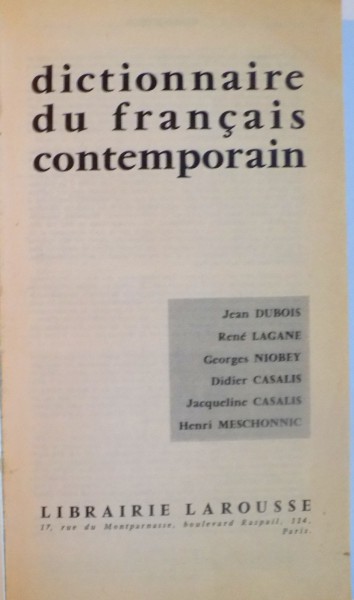 dictionnaire
du français
contemporain
Jean DUBOIS
René LAGANE
Georges NIOBEY
Didier CASALIS
Jacqueline CASALIS
Henri MESCHONNIC
LIBRAIRIE LAROUSSE
17, rue du Montparnasse, boulevard Raspail, 114,
Paris.